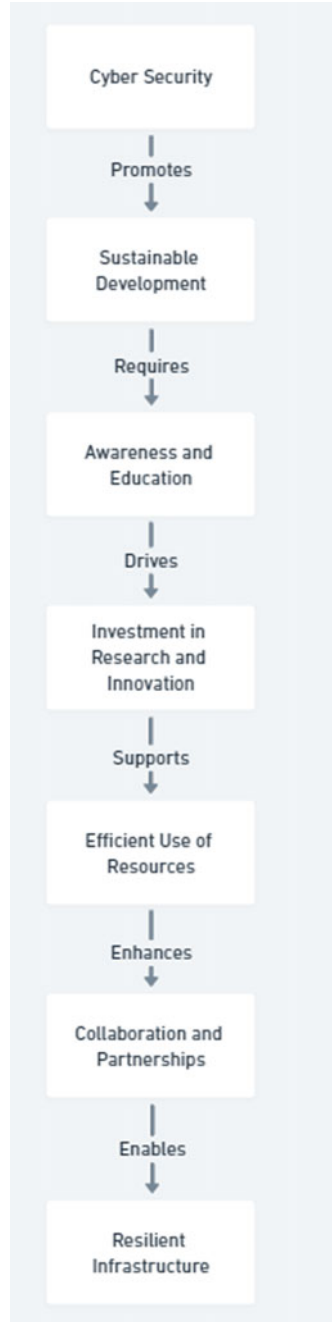 Cyber Security
Promotes
Sustainable
Development
Requires
Awareness and
Education
Drives
Investment in
Research and
Innovation
Supports
Efficient Use of
Resources
Enhances
Collaboration and
Partnerships
Enables
Resilient
Infrastructure